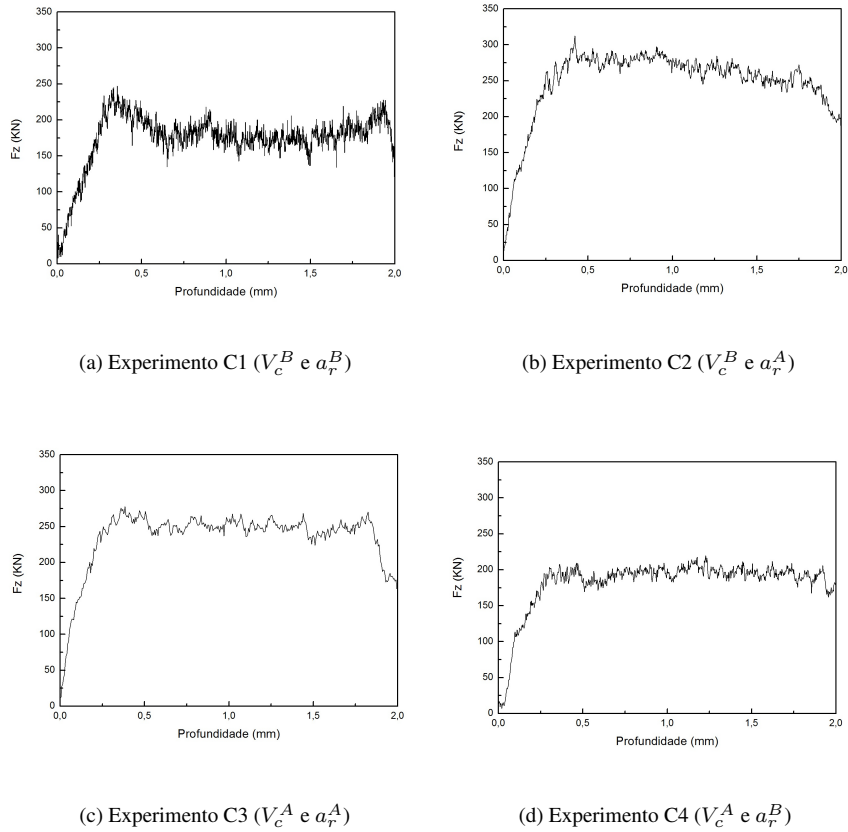 350
300
250
200
150
100
50
0
Fz (KN)
0,0 0,5 1,0 1,5 2,0
Profundidade (mm)
(a) Experimento C1 (V_c^B e a_r^B)
350
300
250
200
150
100
50
0
Fz (KN)
0,0 0,5 1,0 1,5 2,0
Profundidade (mm)
(b) Experimento C2 (V_c^B e a_r^A)
350
300
250
200
150
100
50
0
Fz (KN)
0,0 0,5 1,0 1,5 2,0
Profundidade (mm)
(c) Experimento C3 (V_c^A e a_r^A)
350
300
250
200
150
100
50
0
Fz (KN)
0,0 0,5 1,0 1,5 2,0
Profundidade (mm)
(d) Experimento C4 (V_c^A e a_r^B)